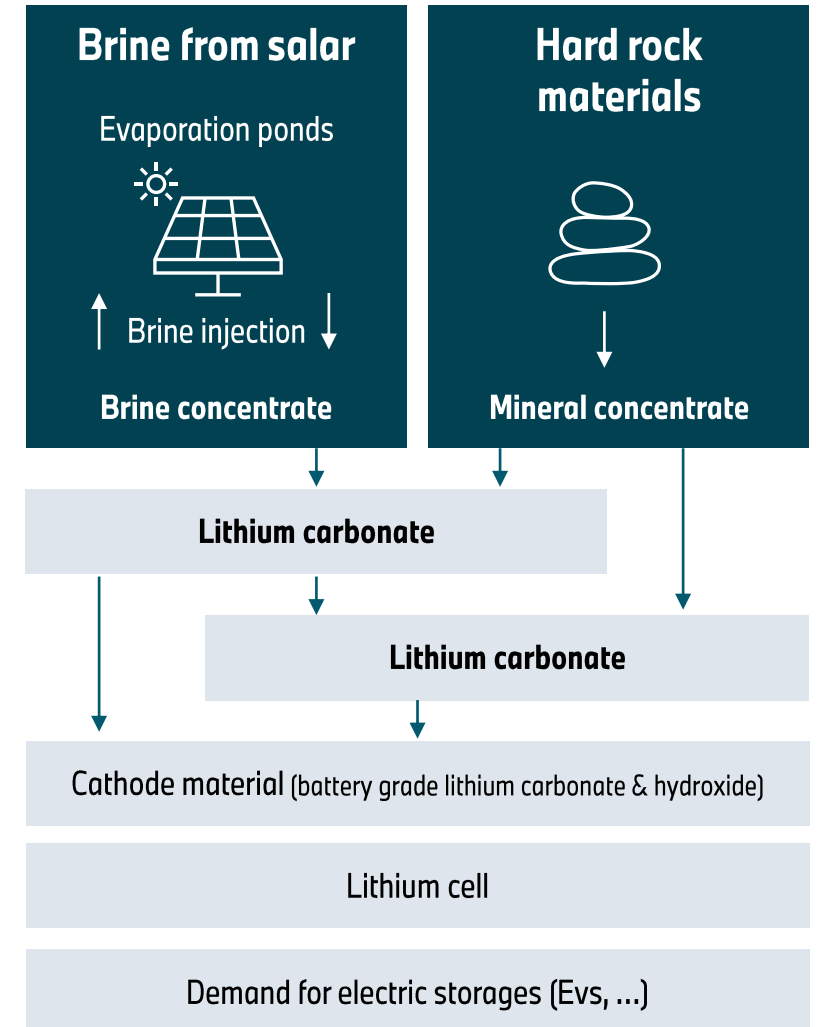 Brine from salar
Evaporation ponds
Brine injection
Brine concentrate
Hard rock
materials
Mineral concentrate
Lithium carbonate
Lithium carbonate
Cathode material (battery grade lithium carbonate & hydroxide)
Lithium cell
Demand for electric storages (Evs, ...)